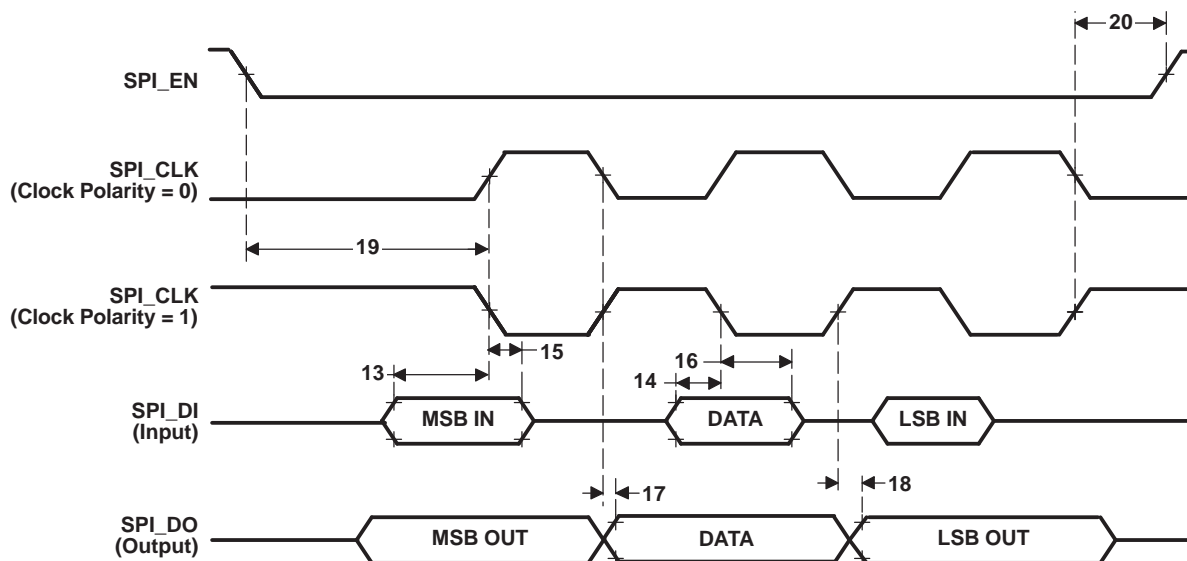 20
SPI_EN
SPI_CLK
(Clock Polarity = 0)
19
SPI_CLK
(Clock Polarity = 1)
15
16
13
14
SPI_DI
(Input)
MSB IN
DATA
LSB IN
17
18
SPI_DO
(Output)
MSB OUT
DATA
LSB OUT